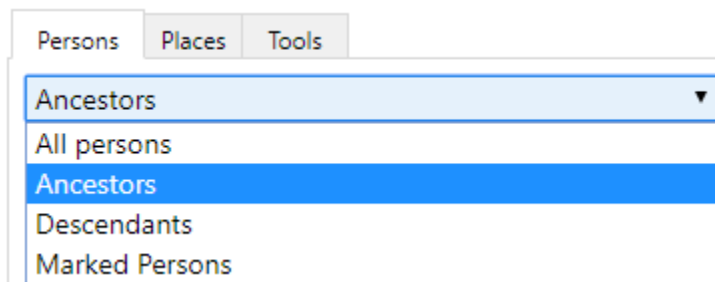 Persons Places Tools
Ancestors
All persons
Ancestors
Descendants
Marked Persons